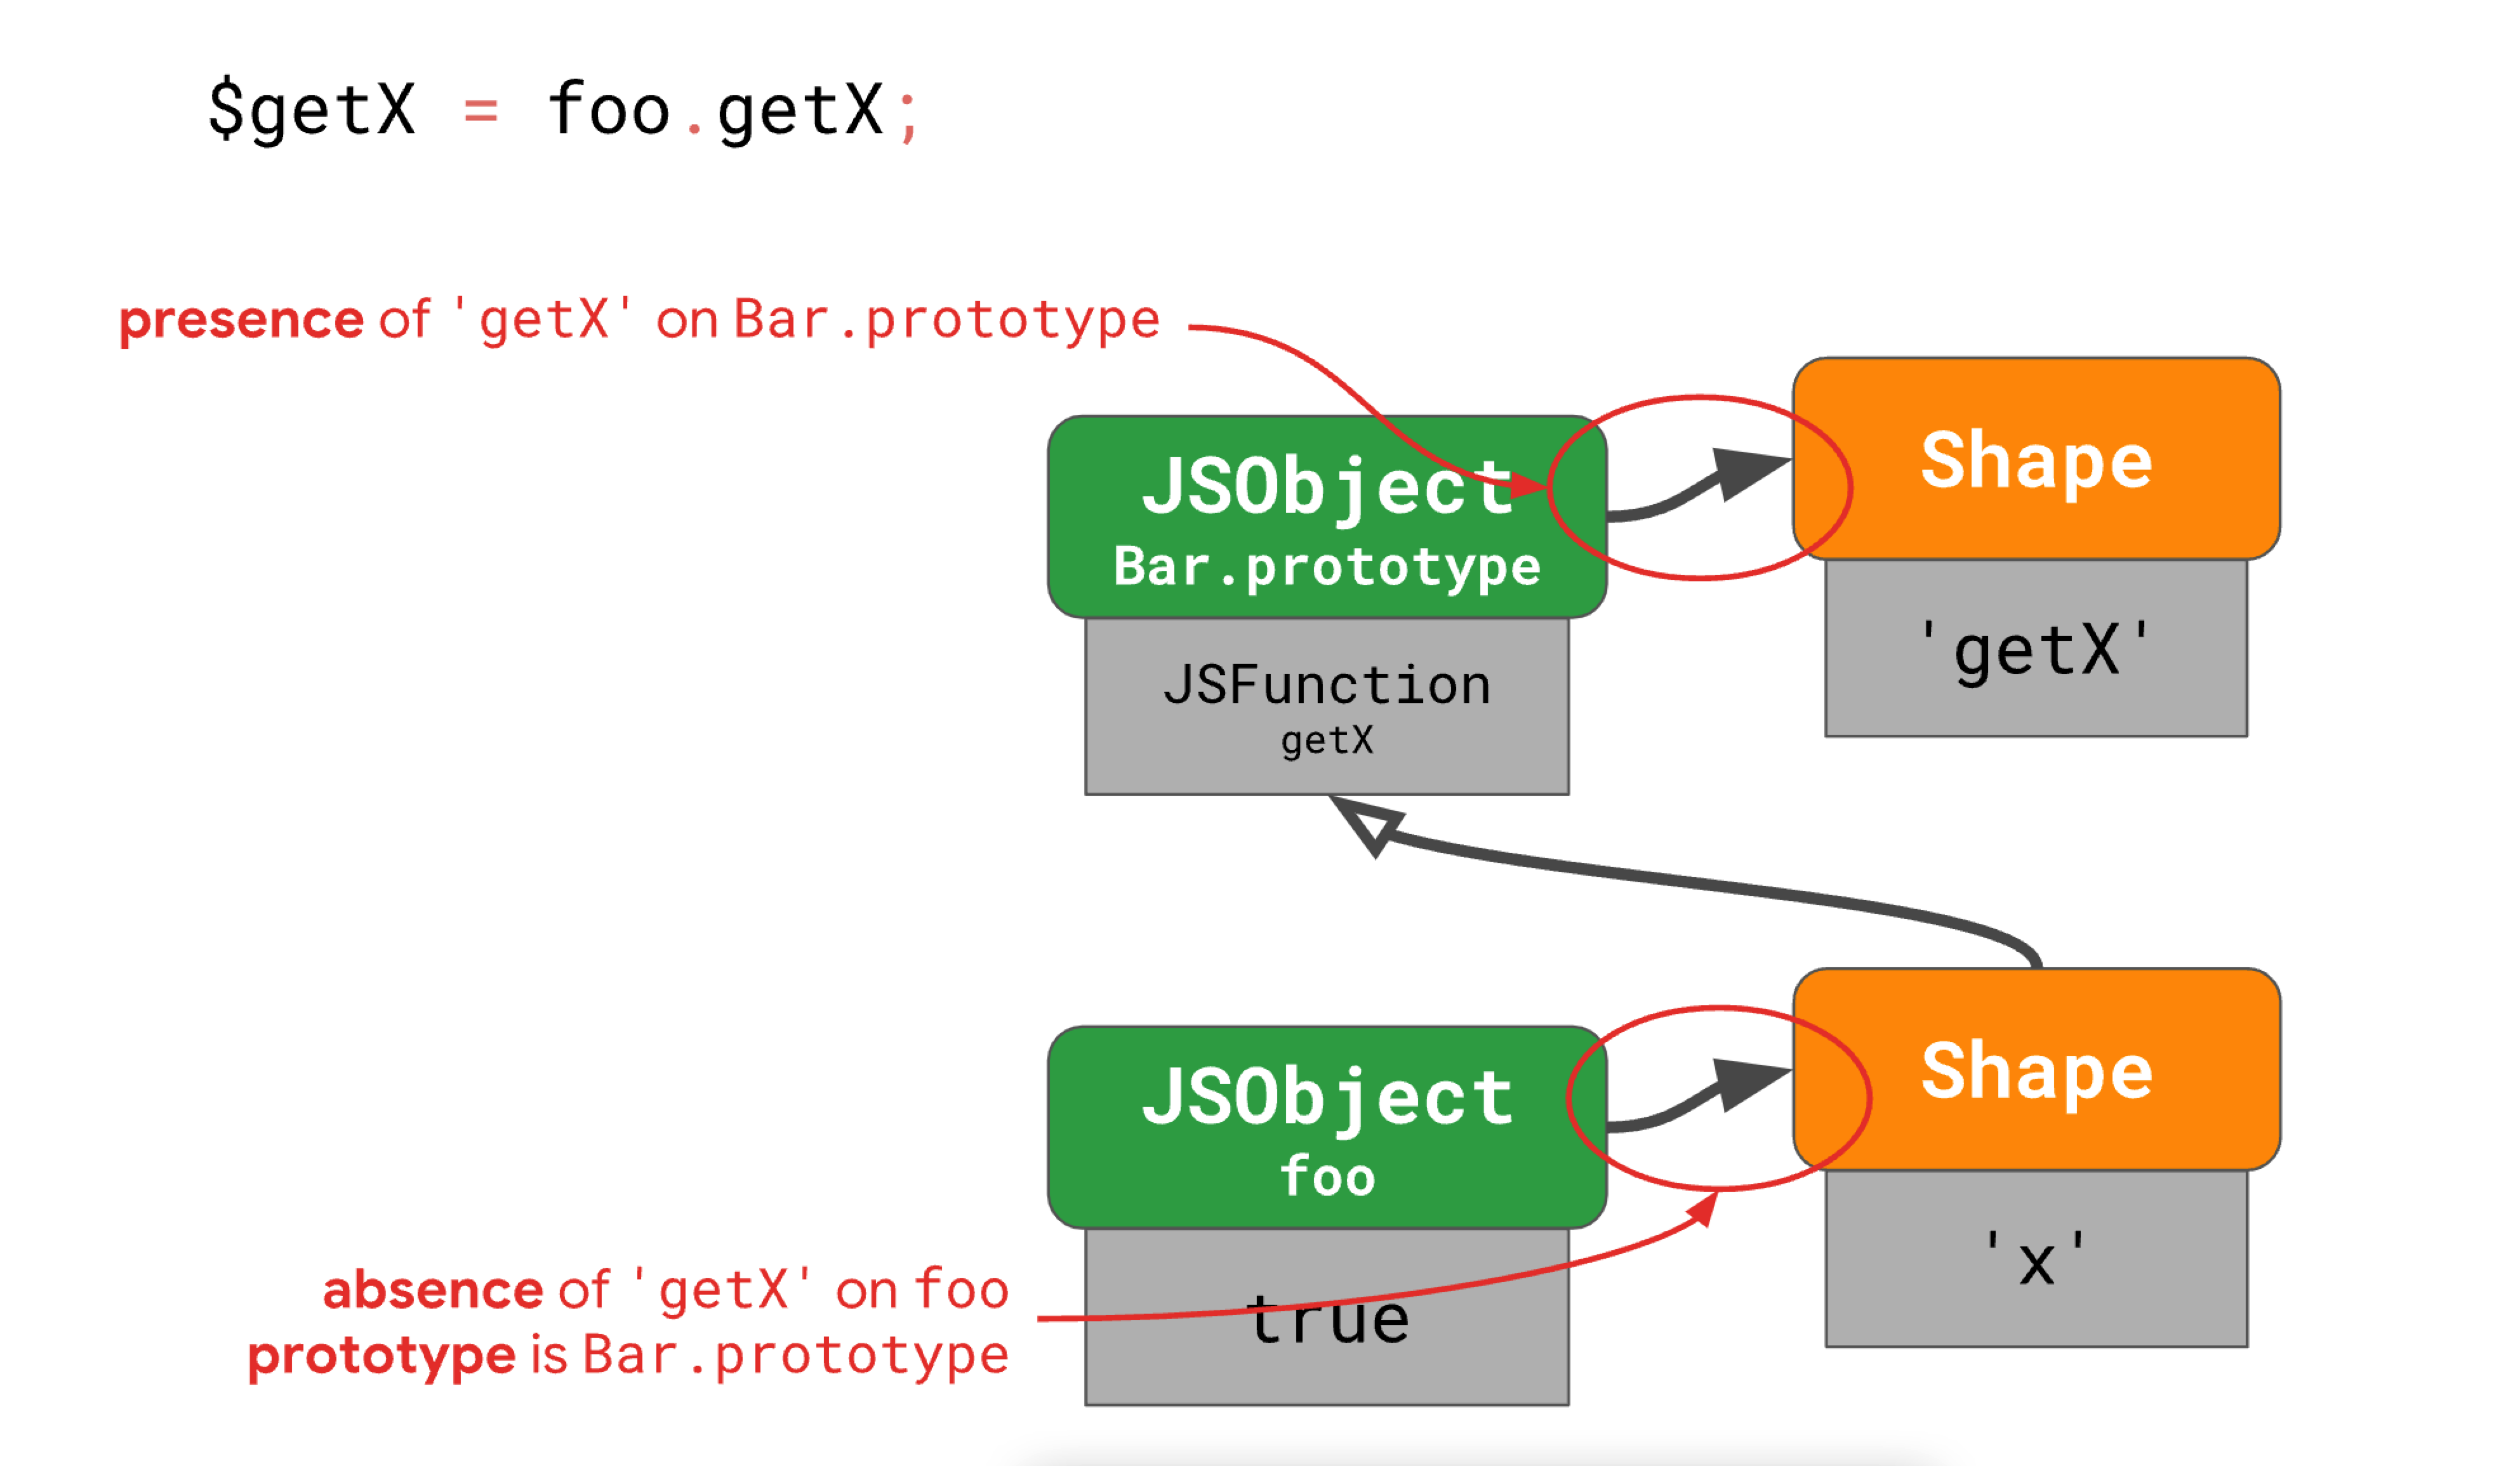 $getX = foo.getX;
presence of 'getX' on Bar.prototype
JSObject
Bar.prototype
JSFunction
getX
Shape
'getX'
JSObject
foo
true
Shape
'x'
absence of 'getX' on foo
prototype is Bar.prototype